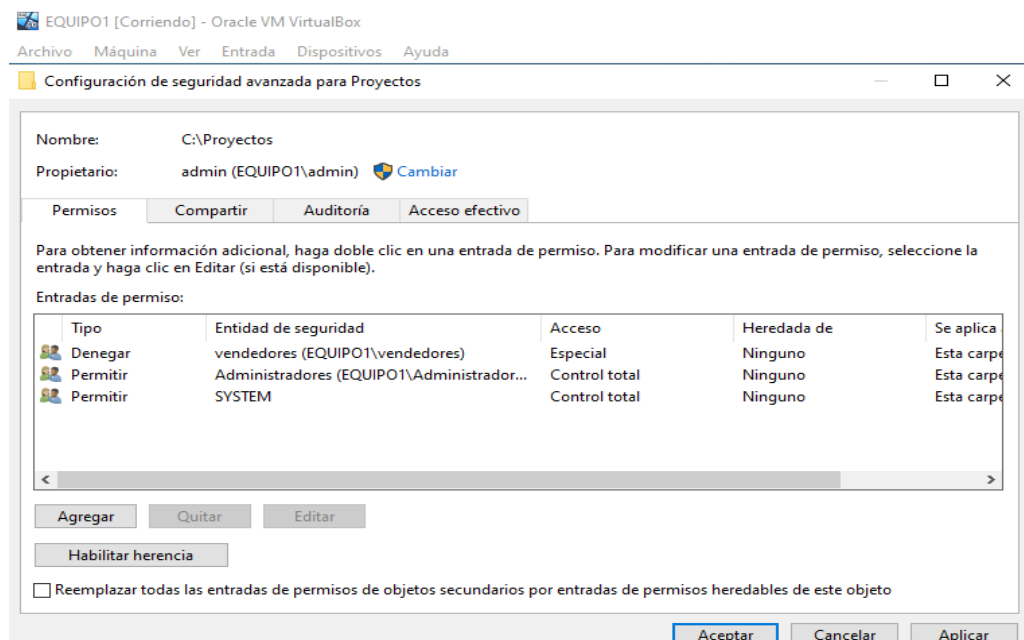 EQUIPO1 [Corriendo] - Oracle VM VirtualBox
Archivo Máquina Ver Entrada Dispositivos Ayuda
Configuración de seguridad avanzada para Proyectos
Nombre: C:\Proyectos
Propietario: admin (EQUIPO1\admin) Cambiar
Permisos Compartir Auditoría Acceso efectivo
Para obtener información adicional, haga doble clic en una entrada de permiso. Para modificar una entrada de permiso, seleccione la
entrada y haga clic en Editar (si está disponible).
Entradas de permiso:
Tipo Entidad de seguridad Acceso Heredada de Se aplica
Denegar vendedores (EQUIPO1\vendedores) Especial Ninguno Esta carpe
Permitir Administradores (EQUIPO1\Administrador... Control total Ninguno Esta carpe
Permitir SYSTEM Control total Ninguno Esta carpe
Agregar Quitar Editar
Habilitar herencia
Reemplazar todas las entradas de permisos de objetos secundarios por entradas de permisos heredables de este objeto
Aceptar Cancelar Aplicar